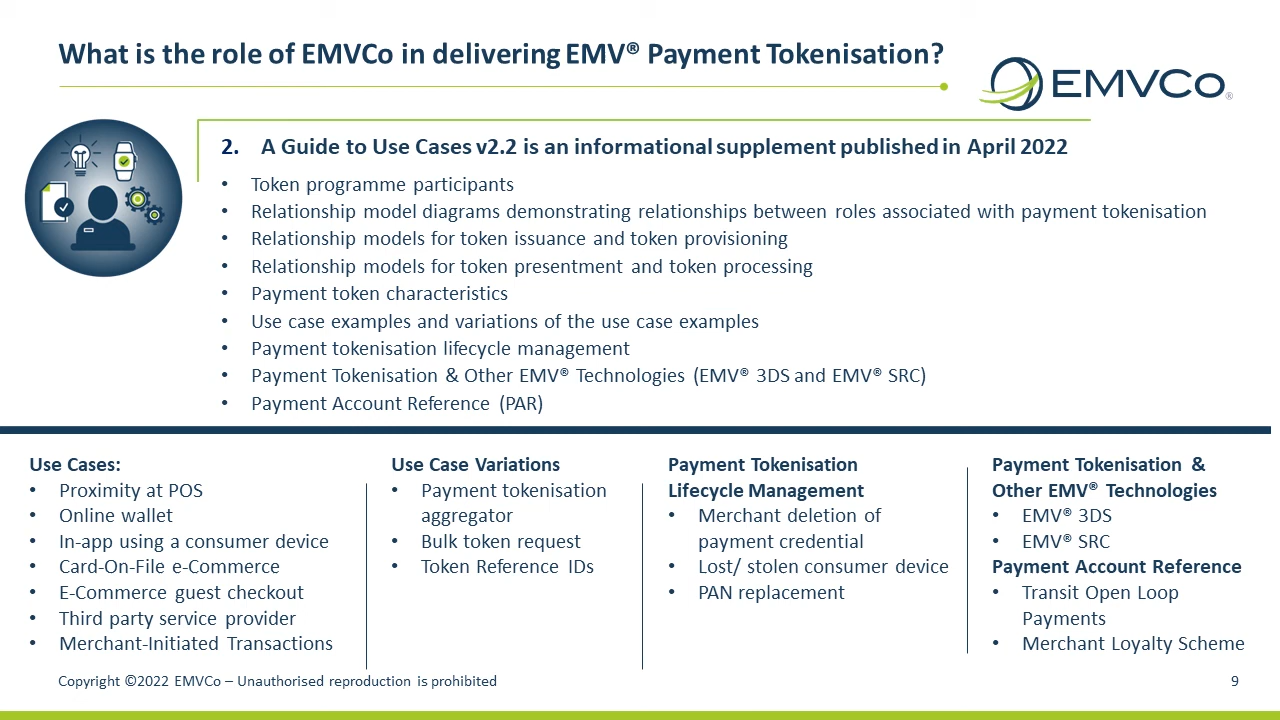 What is the role of EMVCo in delivering EMV® Payment Tokenisation?
EMVCo®
2. A Guide to Use Cases v2.2 is an informational supplement published in April 2022
• Token programme participants
• Relationship model diagrams demonstrating relationships between roles associated with payment tokenisation
• Relationship models for token issuance and token provisioning
• Relationship models for token presentment and token processing
• Payment token characteristics
• Use case examples and variations of the use case examples
• Payment tokenisation lifecycle management
• Payment Tokenisation & Other EMV® Technologies (EMV® 3DS and EMV® SRC)
• Payment Account Reference (PAR)
Use Cases:
• Proximity at POS
• Online wallet
• In-app using a consumer device
• Card-On-File e-Commerce
• E-Commerce guest checkout
• Third party service provider
• Merchant-Initiated Transactions
Use Case Variations
• Payment tokenisation
aggregator
• Bulk token request
• Token Reference IDs
Payment Tokenisation
Lifecycle Management
• Merchant deletion of
payment credential
• Lost/ stolen consumer device
• PAN replacement
Payment Tokenisation &
Other EMV® Technologies
• EMV® 3DS
• EMV® SRC
Payment Account Reference
• Transit Open Loop
Payments
• Merchant Loyalty Scheme
Copyright ©2022 EMVCo – Unauthorised reproduction is prohibited
9